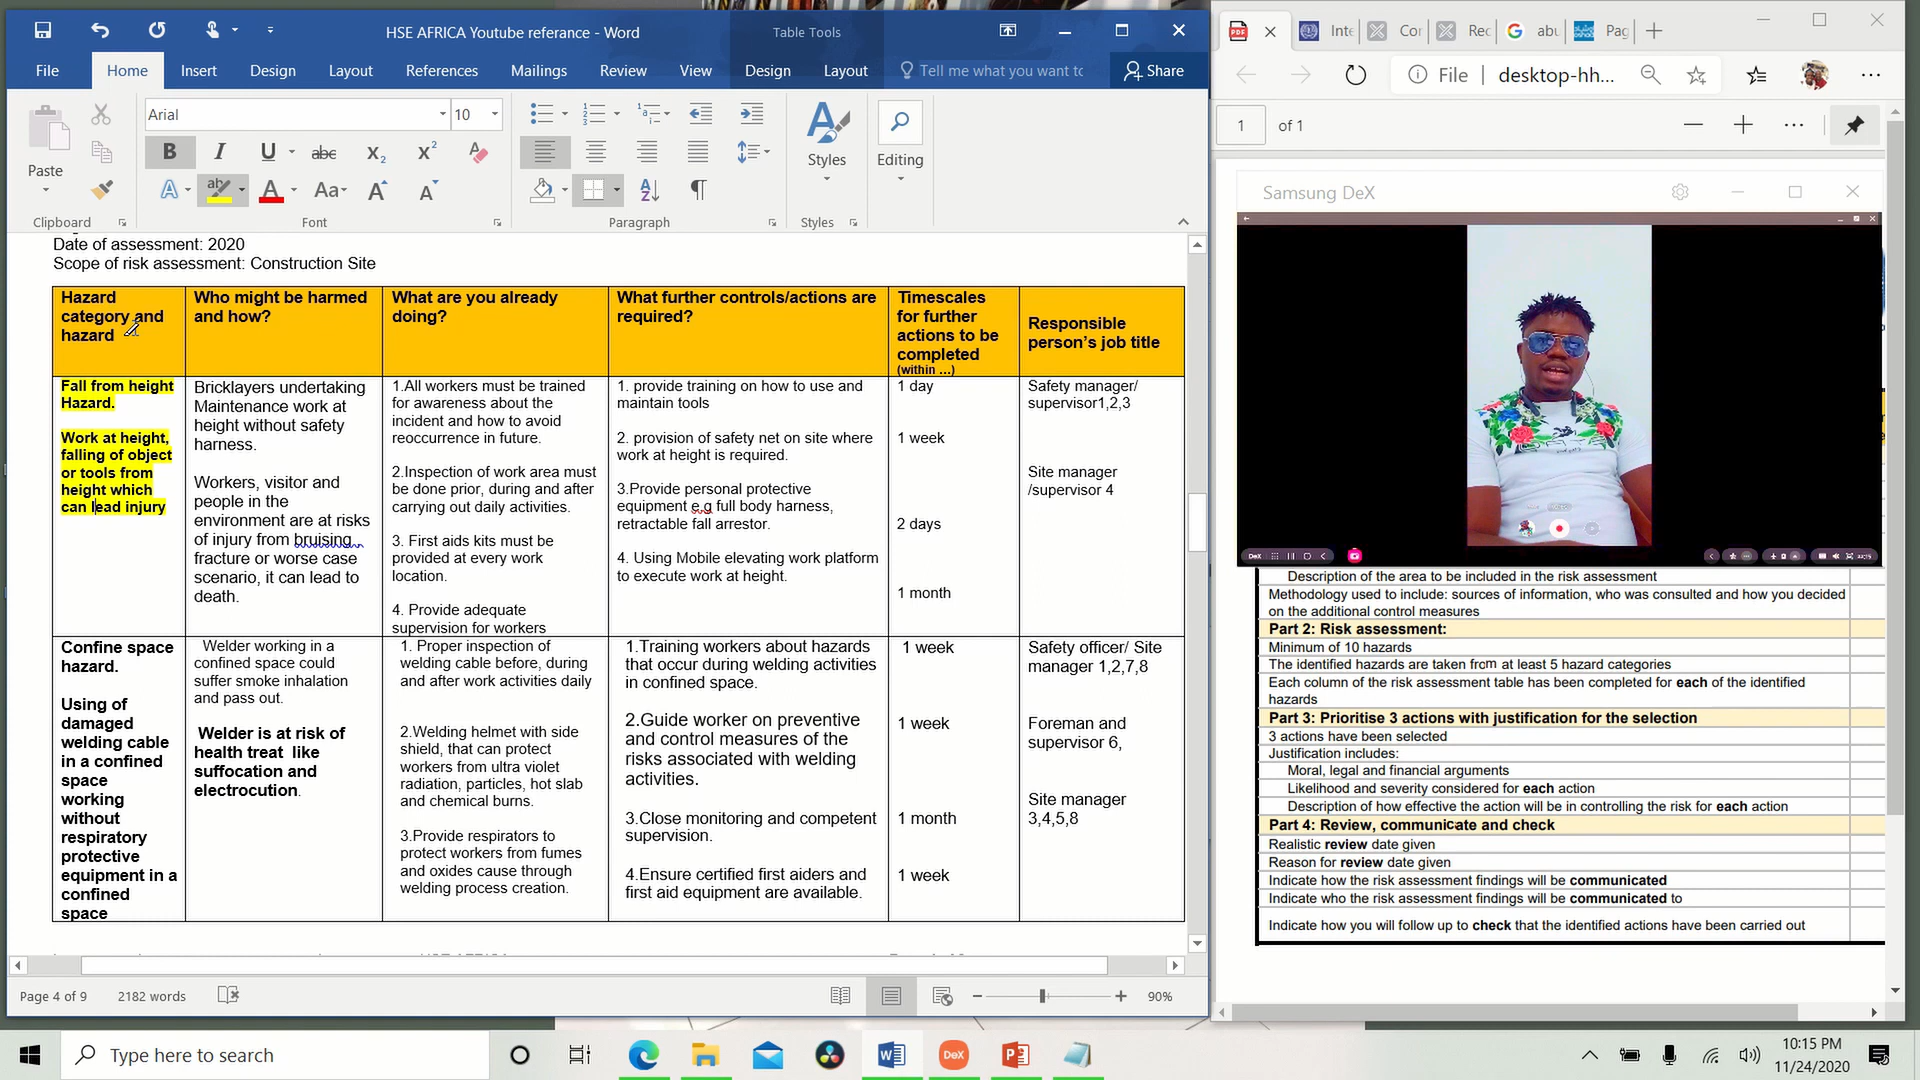 HSE AFRICA Youtube referance - Word
Table Tools
File
Home
Insert
Design
Layout
References
Mailings
Review
View
Design
Layout
Tell me what you want tc
Share
Paste
Clipboard
Arial
10
B I U abc X2 X2
Aa
Font
Paragraph
Styles
Styles
Editing
Date of assessment: 2020
Scope of risk assessment: Construction Site
Hazard
category and
hazard
Who might be harmed
and how?
What are you already
doing?
What further controls/actions are
required?
Timescales
for further
actions to be
completed
(within ...)
Responsible
person's job title
Fall from height
Hazard.
Work at height,
falling of object
or tools from
height which
can lead injury
Bricklayers undertaking
Maintenance work at
height without safety
harness.
Workers, visitor and
people in the
environment are at risks
of injury from bruising
fracture or worse case
scenario, it can lead to
death.
1.All workers must be trained
for awareness about the
incident and how to avoid
reoccurrence in future.
2.Inspection of work area must
be done prior, during and after
carrying out daily activities.
3. First aids kits must be
provided at every work
location.
4. Provide adequate
supervision for workers
1. provide training on how to use and
maintain tools
2. provision of safety net on site where
work at height is required.
3.Provide personal protective
equipment e.g full body harness,
retractable fall arrestor.
4. Using Mobile elevating work platform
to execute work at height.
1 day
1 week
2 days
1 month
Safety manager/
supervisor1,2,3
Site manager
/supervisor 4
Confine space
hazard.
Using of
damaged
welding cable
in a confined
space
working
without
respiratory
protective
equipment in a
confined
space
Welder working in a
confined space could
suffer smoke inhalation
and pass out.
Welder is at risk of
health treat like
suffocation and
electrocution.
1. Proper inspection of
welding cable before, during
and after work activities daily
2.Welding helmet with side
shield, that can protect
workers from ultra violet
radiation, particles, hot slab
and chemical burns.
3.Provide respirators to
protect workers from fumes
and oxides cause through
welding process creation.
1.Training workers about hazards
that occur during welding activities
in confined space.
2.Guide worker on preventive
and control measures of the
risks associated with welding
activities.
3.Close monitoring and competent
supervision.
4.Ensure certified first aiders and
first aid equipment are available.
1 week
1 week
1 month
1 week
Safety officer/ Site
manager 1,2,7,8
Foreman and
supervisor 6,
Site manager
3,4,5,8
Page 4 of 9
2182 words
90%
PDF
Inte
Cor
Rec
abu
Pag
File
desktop-hh...
1
of 1
Samsung DeX
DeX
Description of the area to be included in the risk assessment
Methodology used to include: sources of information, who was consulted and how you decided
on the additional control measures
Part 2: Risk assessment:
Minimum of 10 hazards
The identified hazards are taken from at least 5 hazard categories
Each column of the risk assessment table has been completed for each of the identified
hazards
Part 3: Prioritise 3 actions with justification for the selection
3 actions have been selected
Justification includes:
Moral, legal and financial arguments
Likelihood and severity considered for each action
Description of how effective the action will be in controlling the risk for each action
Part 4: Review, communicate and check
Realistic review date given
Reason for review date given
Indicate how the risk assessment findings will be communicated
Indicate who the risk assessment findings will be communicated to
Indicate how you will follow up to check that the identified actions have been carried out
Type here to search
DeX
10:15 PM
11/24/2020